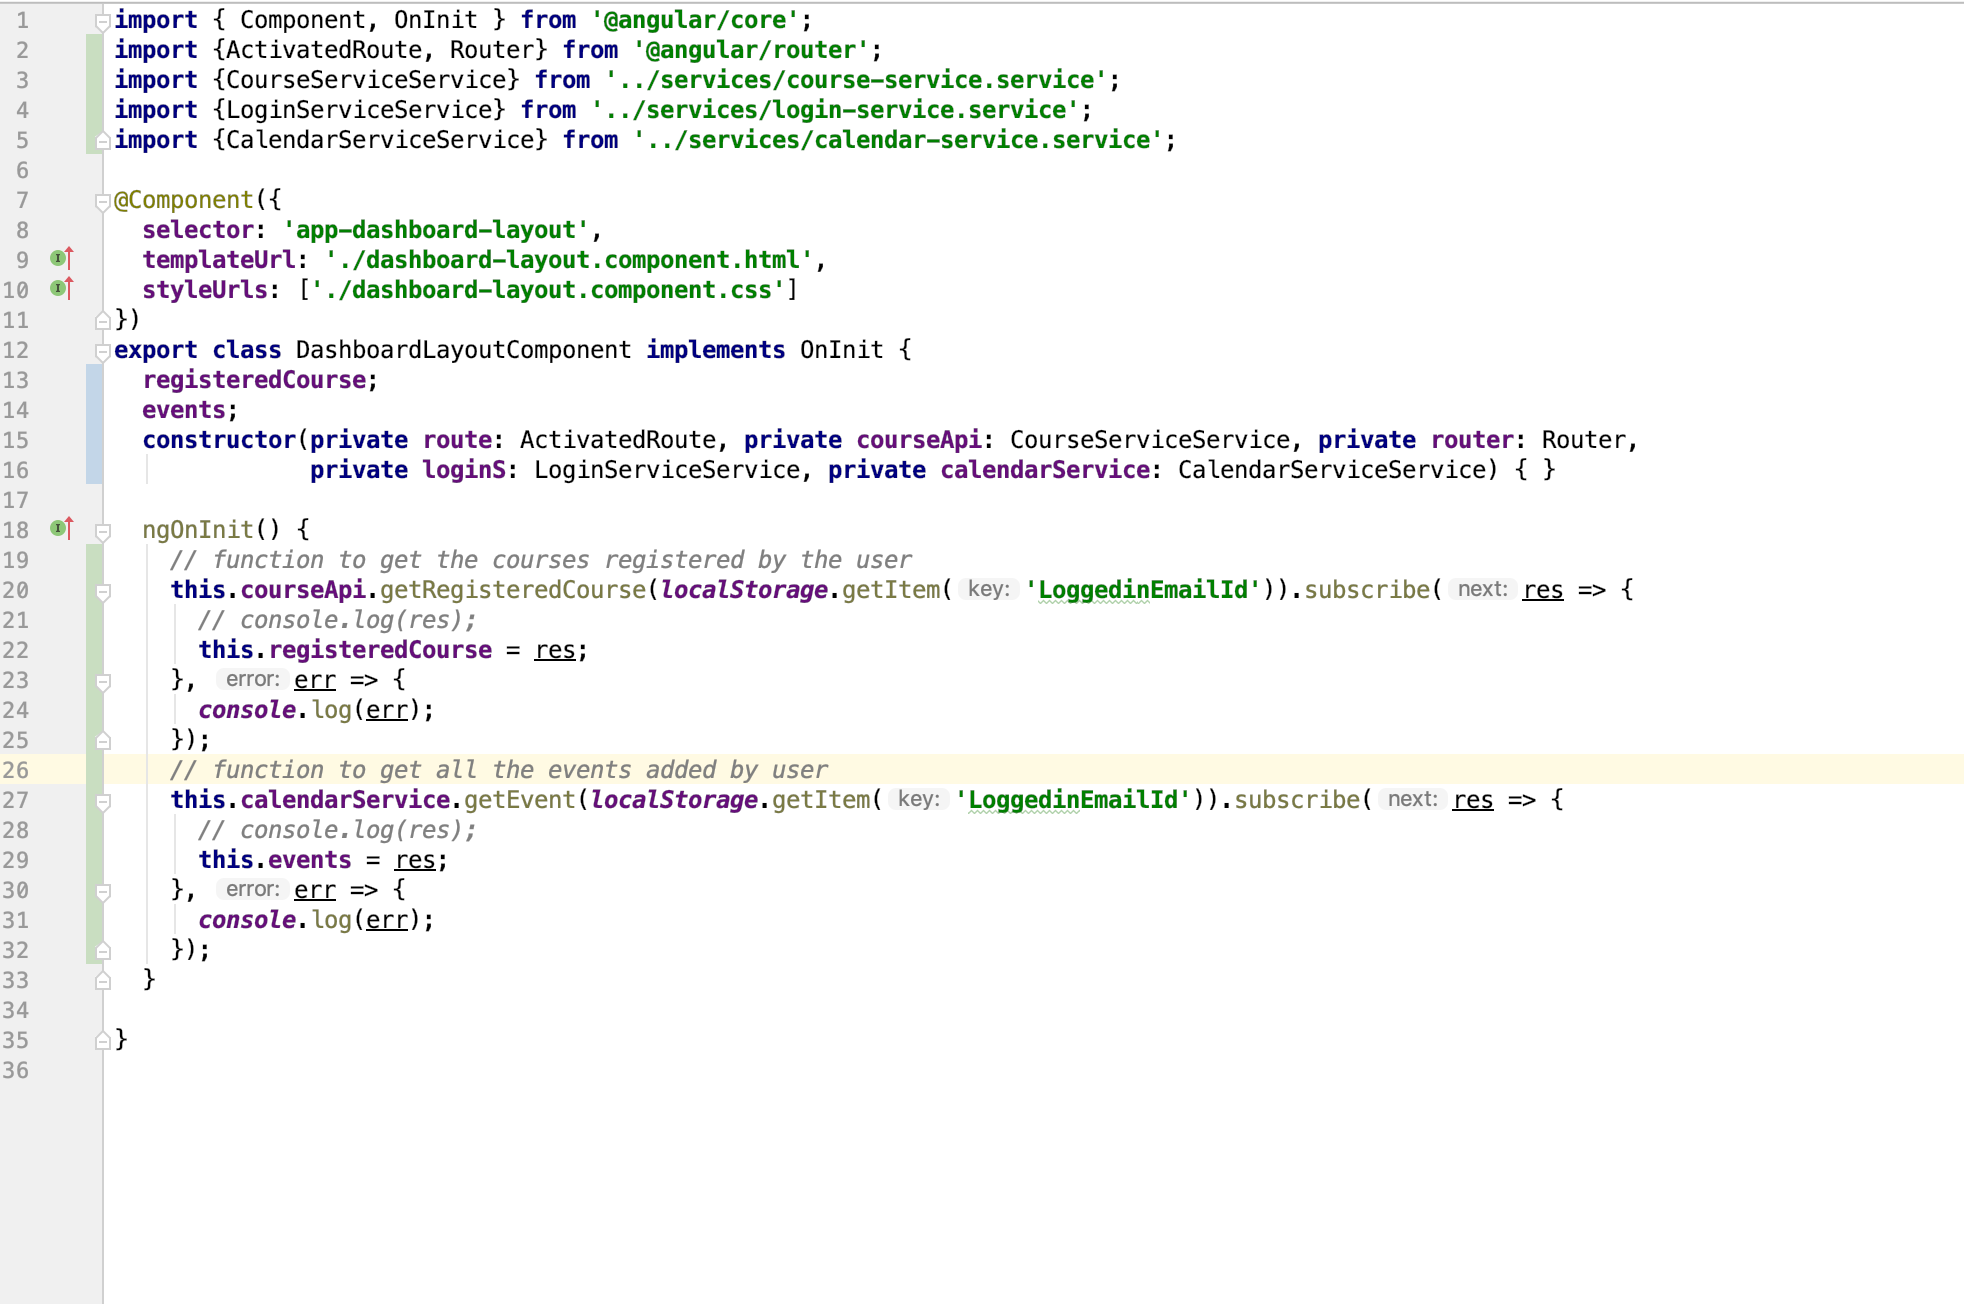 1 import { Component, OnInit } from '@angular/core';
2 import {ActivatedRoute, Router} from '@angular/router';
3 import {CourseServiceService} from '../services/course-service.service';
4 import {LoginServiceService} from '../services/login-service.service';
5 import {CalendarServiceService} from '../services/calendar-service.service';
6
7 @Component({
8   selector: 'app-dashboard-layout',
9   templateUrl: './dashboard-layout.component.html',
10   styleUrls: ['./dashboard-layout.component.css']
11 })
12 export class DashboardLayoutComponent implements OnInit {
13   registeredCourse;
14   events;
15   constructor(private route: ActivatedRoute, private courseApi: CourseServiceService, private router: Router,
16               private loginS: LoginServiceService, private calendarService: CalendarServiceService) { }
17
18   ngOnInit() {
19     // function to get the courses registered by the user
20     this.courseApi.getRegisteredCourse(localStorage.getItem( key: 'LoggedinEmailId')).subscribe( next: res => {
21       // console.log(res);
22       this.registeredCourse = res;
23     }, error: err => {
24       console.log(err);
25     });
26     // function to get all the events added by user
27     this.calendarService.getEvent(localStorage.getItem( key: 'LoggedinEmailId')).subscribe( next: res => {
28       // console.log(res);
29       this.events = res;
30     }, error: err => {
31       console.log(err);
32     });
33   }
34
35 }
36